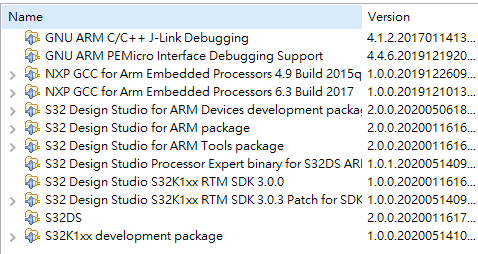 Name Version
GNU ARM C/C++ J-Link Debugging 4.1.2.2017011413...
GNU ARM PEMicro Interface Debugging Support 4.4.6.2019121920...
NXP GCC for Arm Embedded Processors 4.9 Build 2015q 1.0.0.2019122609...
NXP GCC for Arm Embedded Processors 6.3 Build 2017 1.0.0.2019121013...
S32 Design Studio for ARM Devices development packag 2.0.0.2020050618...
S32 Design Studio for ARM package 2.0.0.2020011616...
S32 Design Studio for ARM Tools package 2.0.0.2020011616...
S32 Design Studio Processor Expert binary for S32DS ARI 1.0.1.2020051409...
S32 Design Studio S32K1xx RTM SDK 3.0.0 1.0.0.2020011616...
S32 Design Studio S32K1xx RTM SDK 3.0.3 Patch for SDK 1.0.0.2020051409...
S32DS 2.0.0.2020011617...
S32K1xx development package 1.0.0.2020051410...